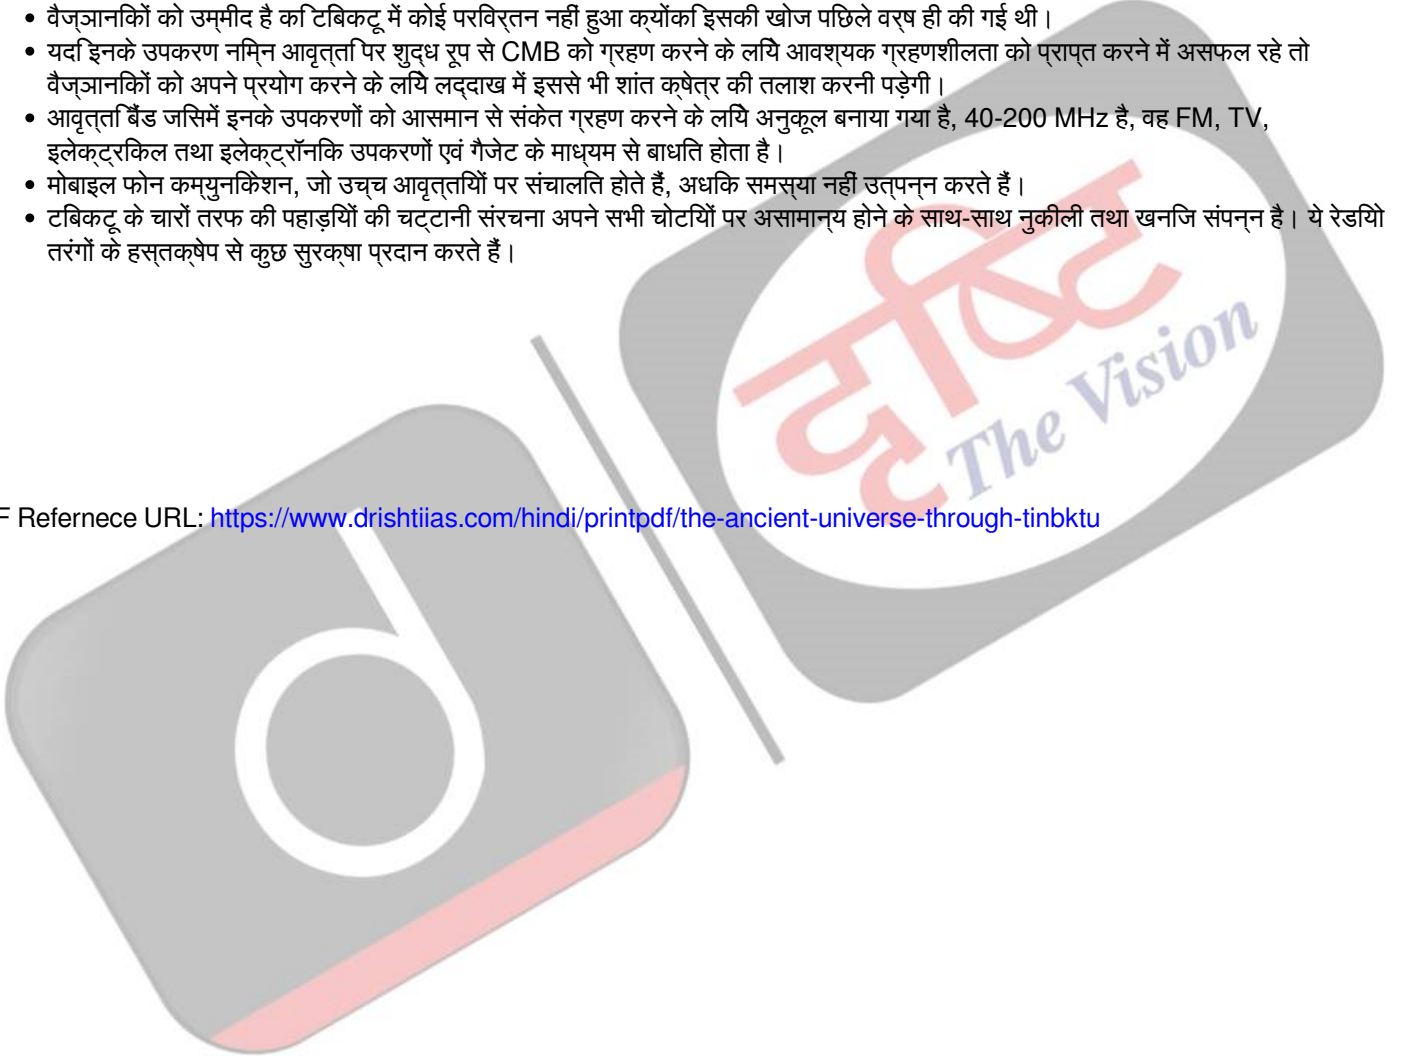 • वैज्ञानिकों को उम्मीद है कि टिबिकटू में कोई परिवर्तन नहीं हुआ क्योंकि इसकी खोज पिछले वर्ष ही की गई थी।
• यदि इनके उपकरण निम्न आवृत्ति पर शुद्ध रूप से CMB को ग्रहण करने के लिये आवश्यक ग्रहणशीलता को प्राप्त करने में असफल रहे तो
वैज्ञानिकों को अपने प्रयोग करने के लिये लद्दाख में इससे भी शांत क्षेत्र की तलाश करनी पड़ेगी।
• आवृत्ति बैंड जिसमें इनके उपकरणों को आसमान से संकेत ग्रहण करने के लिये अनुकूल बनाया गया है, 40-200 MHz है, वह FM, TV,
इलेक्ट्रिकल तथा इलेक्ट्रॉनिक उपकरणों एवं गैजेट के माध्यम से बाधित होता है।
• मोबाइल फोन कम्युनिकेशन, जो उच्च आवृत्तियों पर संचालित होते हैं, अधिक समस्या नहीं उत्पन्न करते हैं।
• टिबिकटू के चारों तरफ की पहाड़ियों की चट्टानी संरचना अपने सभी चोटियों पर असामान्य होने के साथ-साथ नुकीली तथा खनिज संपन्न है। ये रेडियो
तरंगों के हस्तक्षेप से कुछ सुरक्षा प्रदान करते हैं।
दृष्टि
The Vision
F Refernece URL: https://www.drishtiias.com/hindi/printpdf/the-ancient-universe-through-tinbktu